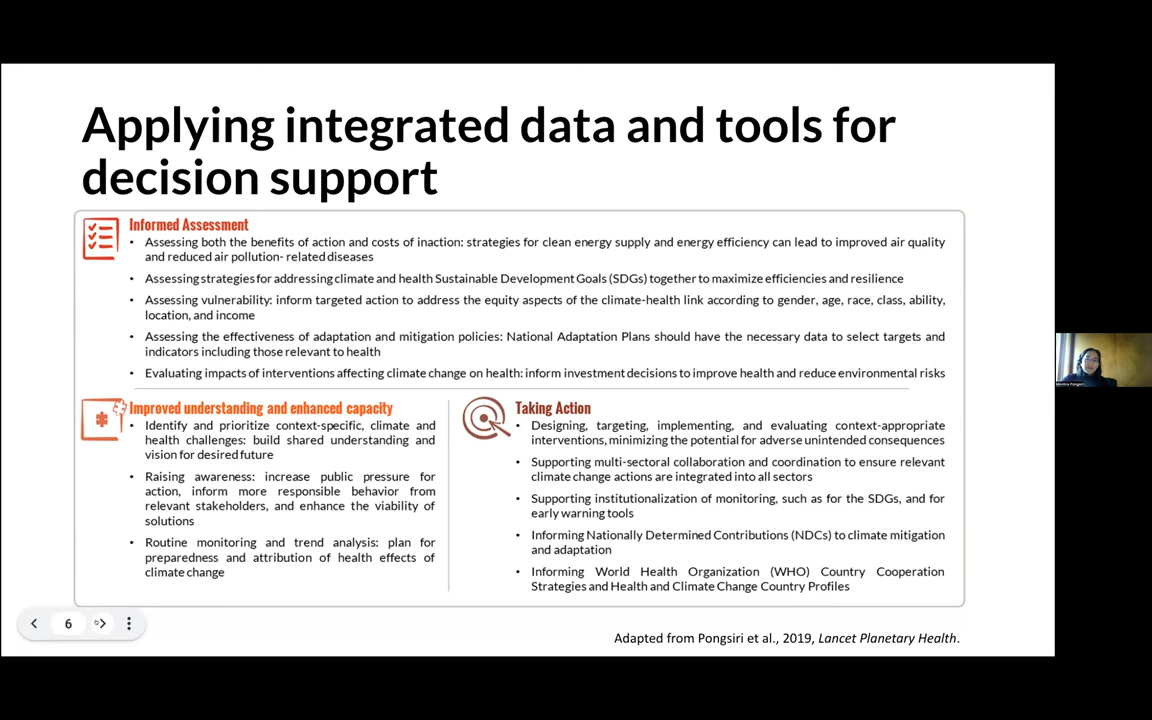 Applying integrated data and tools for
decision support
Informed Assessment
• Assessing both the benefits of action and costs of inaction: strategies for clean energy supply and energy efficiency can lead to improved air quality
and reduced air pollution- related diseases
• Assessing strategies for addressing climate and health Sustainable Development Goals (SDGs) together to maximize efficiencies and resilience
• Assessing vulnerability: inform targeted action to address the equity aspects of the climate-health link according to gender, age, race, class, ability,
location, and income
• Assessing the effectiveness of adaptation and mitigation policies: National Adaptation Plans should have the necessary data to select targets and
indicators including those relevant to health
• Evaluating impacts of interventions affecting climate change on health: inform investment decisions to improve health and reduce environmental risks
Improved understanding and enhanced capacity
• Identify and prioritize context-specific, climate and
health challenges: build shared understanding and
vision for desired future
• Raising awareness: increase public pressure for
action, inform more responsible behavior from
relevant stakeholders, and enhance the viability of
solutions
• Routine monitoring and trend analysis: plan for
preparedness and attribution of health effects of
climate change
Taking Action
• Designing, targeting, implementing, and evaluating context-appropriate
interventions, minimizing the potential for adverse unintended consequences
• Supporting multi-sectoral collaboration and coordination to ensure relevant
climate change actions are integrated into all sectors
• Supporting institutionalization of monitoring, such as for the SDGs, and for
early warning tools
• Informing Nationally Determined Contributions (NDCs) to climate mitigation
and adaptation
• Informing World Health Organization (WHO) Country Cooperation
Strategies and Health and Climate Change Country Profiles
6
Adapted from Pongsiri et al., 2019, Lancet Planetary Health.